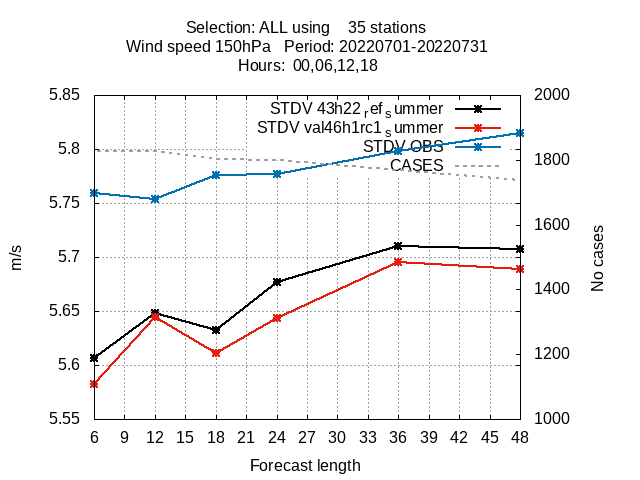 Selection: ALL using 35 stations
Wind speed 150hPa Period: 20220701-20220731
Hours: 00,06,12,18
5.85
5.8
5.75
5.7
5.65
5.6
5.55
m/s
2000
1800
1600
1400
1200
1000
No cases
STDV 43h22refsummer
STDV val46h1rc1summer
STDV OBS
CASES
6 9 12 15 18 21 24 27 30 33 36 39 42 45 48
Forecast length